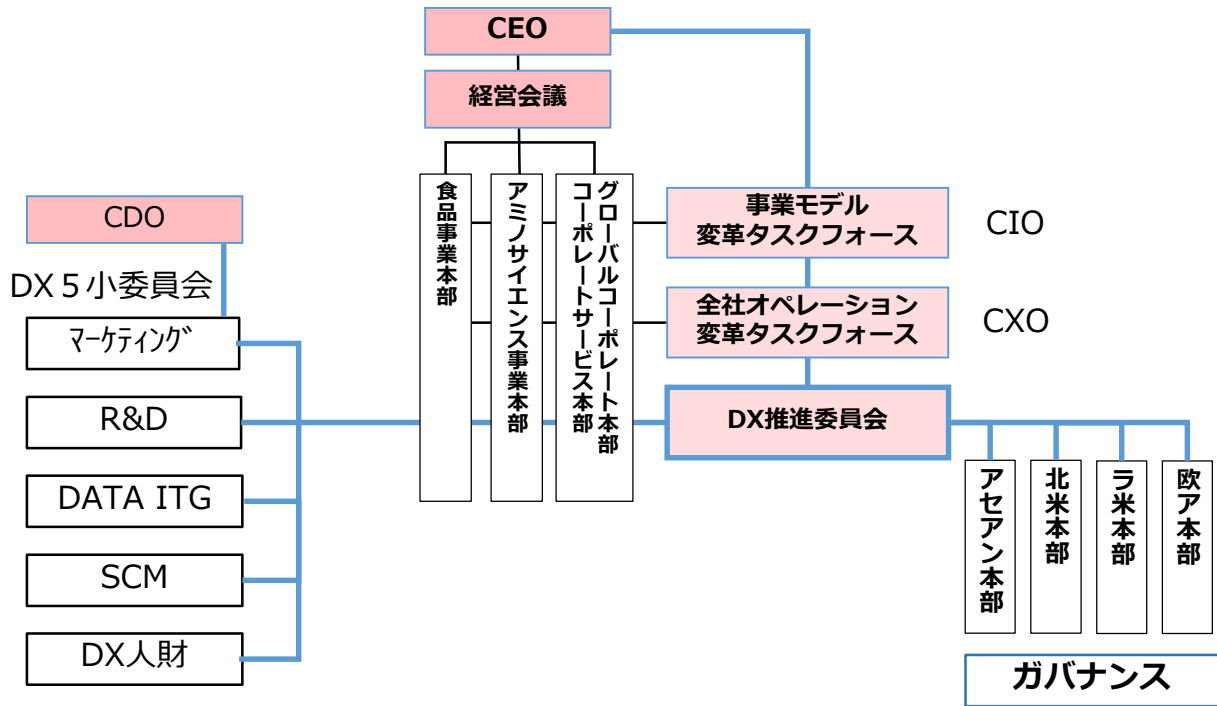 CEO
経営会議
食品事業本部
アミノサイエンス事業本部
グローバルコーポレート本部
コーポレートサービス本部
事業モデル
変革タスクフォース
CIO
全社オペレーション
変革タスクフォース
CXO
DX推進委員会
CDO
DX５小委員会
ﾏｰｹﾃｨﾝｸﾞ
R&D
DATA ITG
SCM
DX人財
アセアン本部
北米本部
ラ米本部
欧ア本部
ガバナンス